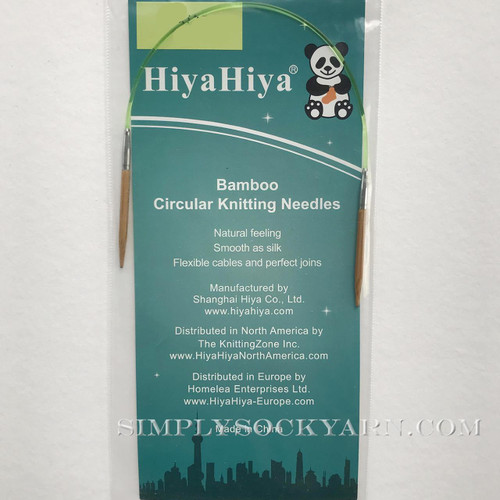 HiyaHiya®
Bamboo
Circular Knitting Needles
Natural feeling
Smooth as silk
Flexible cables and perfect joins
Manufactured by
Shanghai Hiya Co., Ltd.
www.hiyahiya.com
Distributed in North America by
The KnittingZone Inc.
www.HiyaHiyaNorthAmerica.com
Distributed in Europe by
Homelea Enterprises Ltd.
www.HiyaHiya-Europe.com
SIMPLYSOCKYARN.COM
Made in China